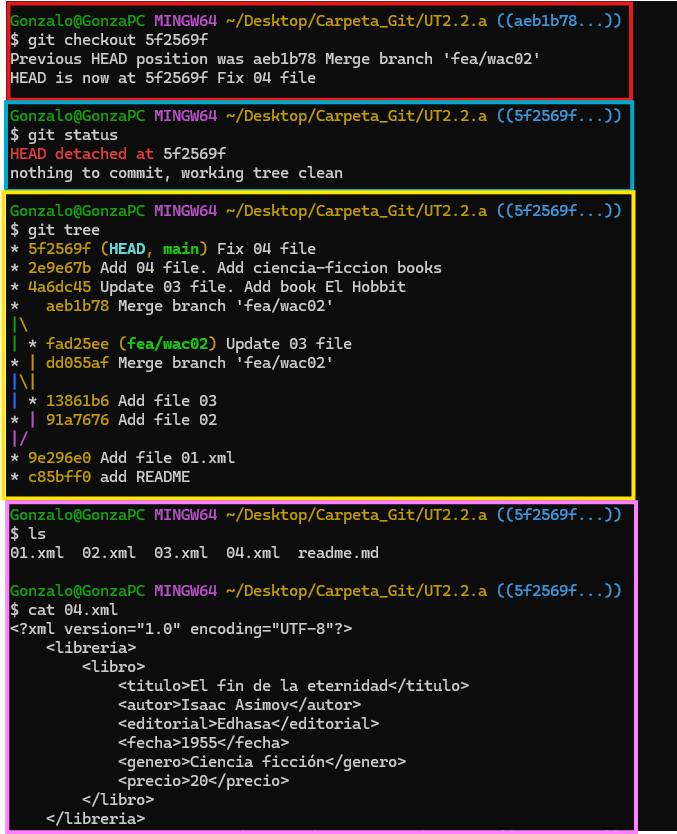 Gonzalo@GonzaPC MINGW64 ~/Desktop/Carpeta_Git/UT2.2.a ((aeb1b78...))
$ git checkout 5f2569f
Previous HEAD position was aeb1b78 Merge branch 'fea/wac02'
HEAD is now at 5f2569f Fix 04 file
Gonzalo@GonzaPC MINGW64 ~/Desktop/Carpeta_Git/UT2.2.a ((5f2569f...))
$ git status
HEAD detached at 5f2569f
nothing to commit, working tree clean
Gonzalo@GonzaPC MINGW64 ~/Desktop/Carpeta_Git/UT2.2.a ((5f2569f...))
$ git tree
* 5f2569f (HEAD, main) Fix 04 file
* 2e9e67b Add 04 file. Add ciencia-ficcion books
* 4a6dc45 Update 03 file. Add book El Hobbit
*   aeb1b78 Merge branch 'fea/wac02'
|\
| * fad25ee (fea/wac02) Update 03 file
* | dd055af Merge branch 'fea/wac02'
|\|
| * 13861b6 Add file 03
* | 91a7676 Add file 02
|/
* 9e296e0 Add file 01.xml
* c85bff0 add README
Gonzalo@GonzaPC MINGW64 ~/Desktop/Carpeta_Git/UT2.2.a ((5f2569f...))
$ ls
01.xml  02.xml  03.xml  04.xml  readme.md
Gonzalo@GonzaPC MINGW64 ~/Desktop/Carpeta_Git/UT2.2.a ((5f2569f...))
$ cat 04.xml
<?xml version="1.0" encoding="UTF-8"?>
    <libreria>
        <libro>
            <titulo>El fin de la eternidad</titulo>
            <autor>Isaac Asimov</autor>
            <editorial>Edhasa</editorial>
            <fecha>1955</fecha>
            <genero>Ciencia ficción</genero>
            <precio>20</precio>
        </libro>
    </libreria>